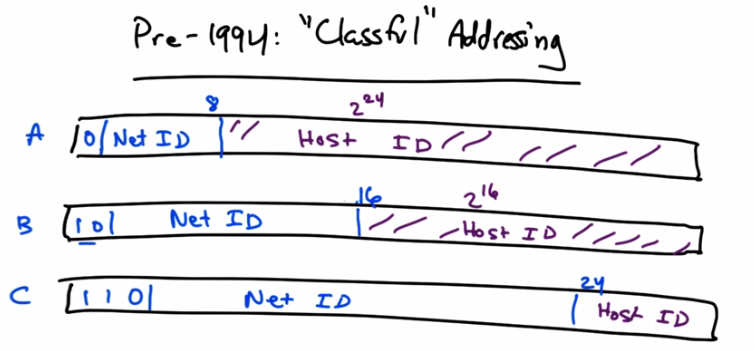 Pre-1994: "Classful" Addressing
8 2^24
A 0 Net ID Host ID
16 2^16
B 1 0 Net ID Host ID
24
C 1 1 0 Net ID Host ID